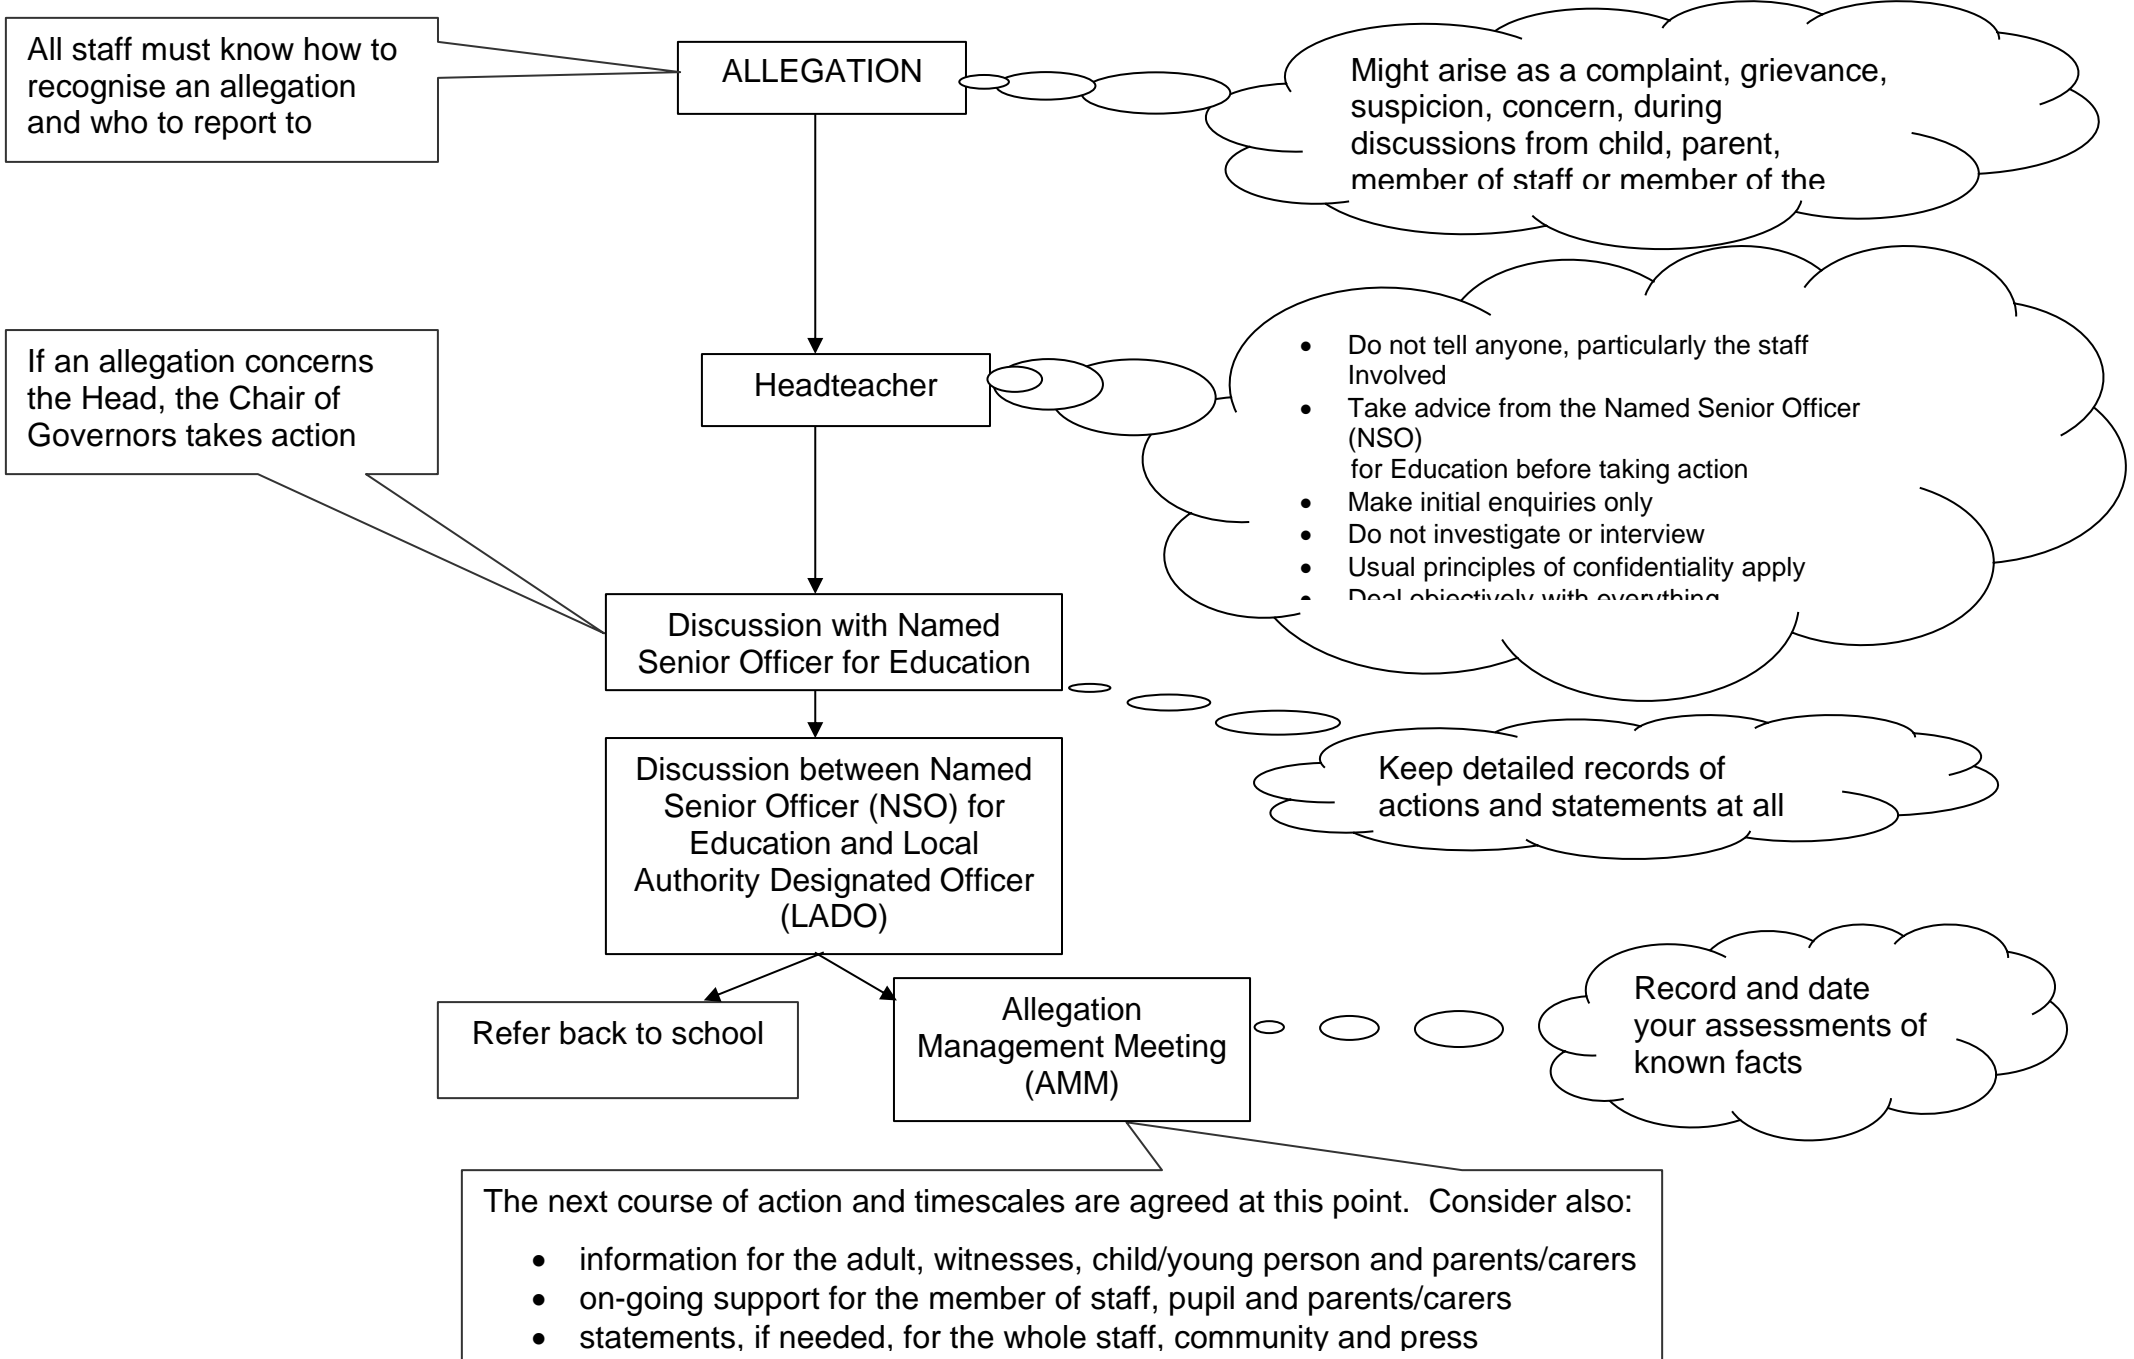 All staff must know how to
recognise an allegation
and who to report to
ALLEGATION
Might arise as a complaint, grievance,
suspicion, concern, during
discussions from child, parent,
member of staff or member of the
If an allegation concerns
the Head, the Chair of
Governors takes action
Headteacher
• Do not tell anyone, particularly the staff
Involved
• Take advice from the Named Senior Officer
(NSO)
for Education before taking action
• Make initial enquiries only
• Do not investigate or interview
• Usual principles of confidentiality apply
• Deal objectively with everything
Discussion with Named
Senior Officer for Education
Keep detailed records of
actions and statements at all
Discussion between Named
Senior Officer (NSO) for
Education and Local
Authority Designated Officer
(LADO)
Refer back to school
Allegation
Management Meeting
(AMM)
Record and date
your assessments of
known facts
The next course of action and timescales are agreed at this point.  Consider also:
• information for the adult, witnesses, child/young person and parents/carers
• on-going support for the member of staff, pupil and parents/carers
• statements, if needed, for the whole staff, community and press